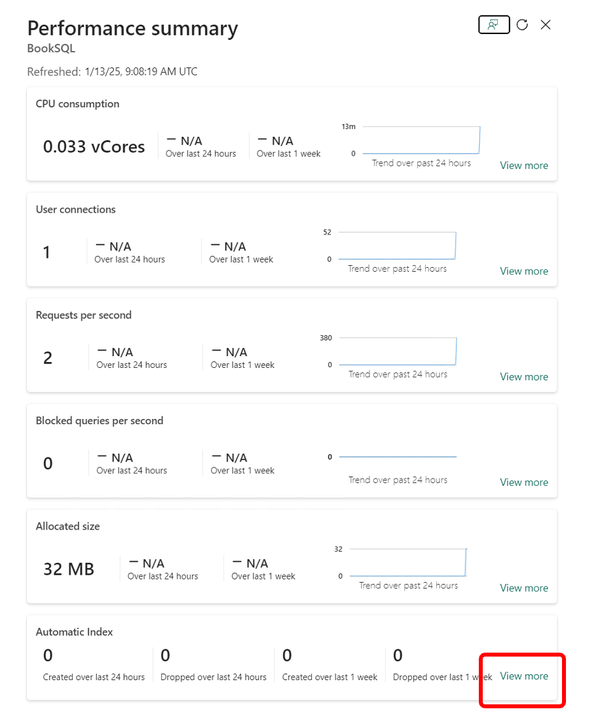 Performance summary
BookSQL
Refreshed: 1/13/25, 9:08:19 AM UTC
CPU consumption
0.033 vCores
— N/A
Over last 24 hours
— N/A
Over last 1 week
13m
0
Trend over past 24 hours
View more
User connections
1
— N/A
Over last 24 hours
— N/A
Over last 1 week
52
0
Trend over past 24 hours
View more
Requests per second
2
— N/A
Over last 24 hours
— N/A
Over last 1 week
380
0
Trend over past 24 hours
View more
Blocked queries per second
0
— N/A
Over last 24 hours
— N/A
Over last 1 week
0
Trend over past 24 hours
View more
Allocated size
32 MB
— N/A
Over last 24 hours
— N/A
Over last 1 week
32
0
Trend over past 24 hours
View more
Automatic Index
0
Created over last 24 hours
0
Dropped over last 24 hours
0
Created over last 1 week
0
Dropped over last 1 week
View more